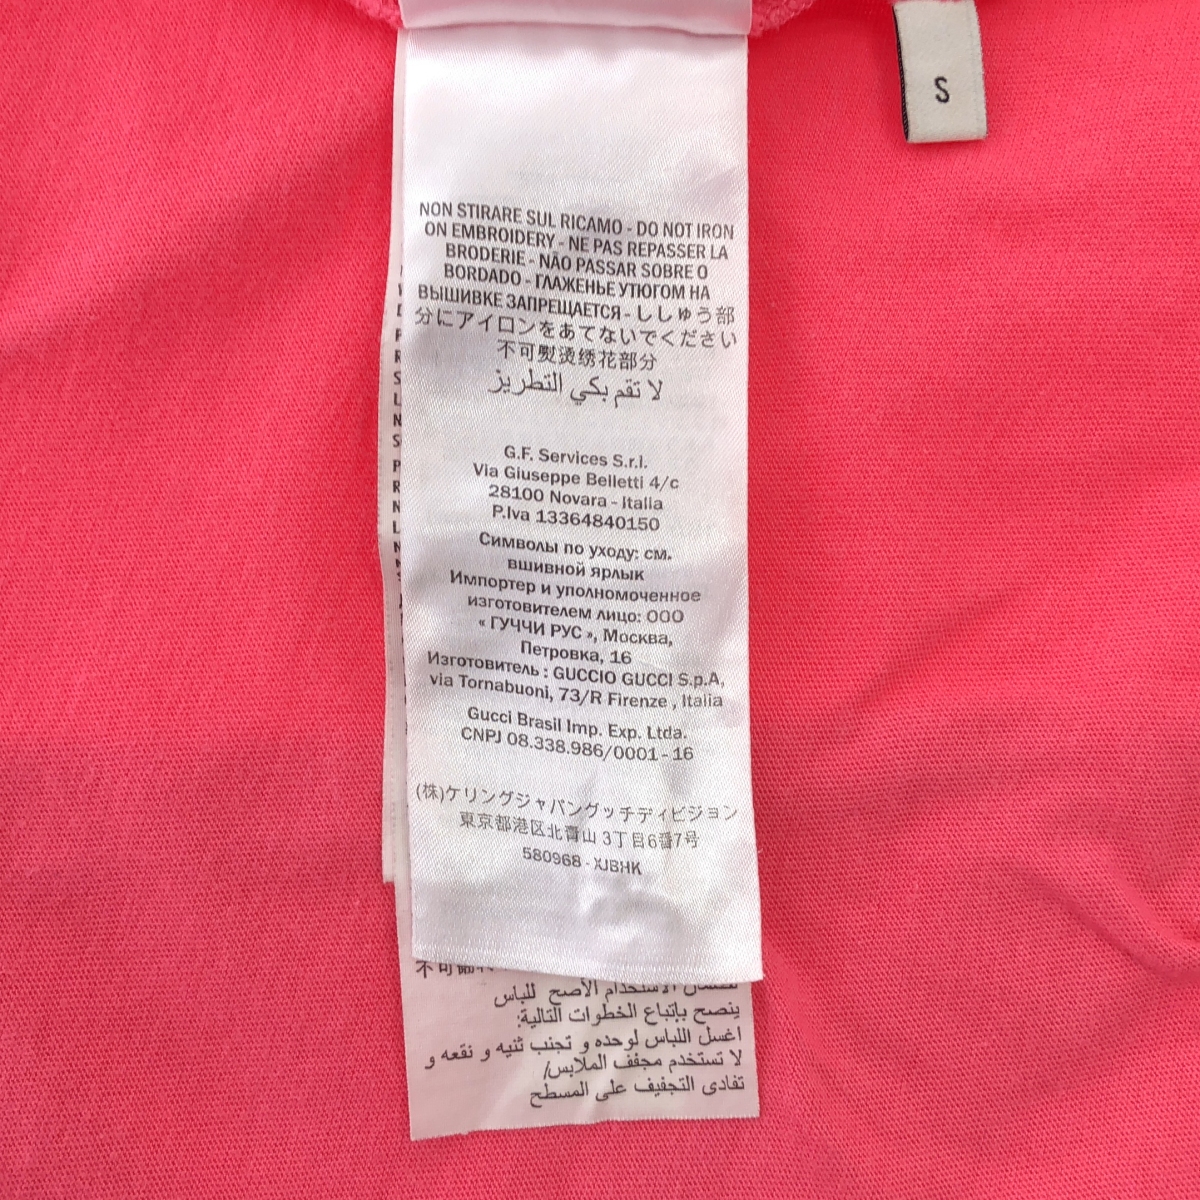 S
NON STIRARE SUL RICAMO - DO NOT IRON
ON EMBROIDERY - NE PAS REPASSER LA
BRODERIE - NÃO PASSAR SOBRE O
BORDADO - ГЛАЖЕНЬЕ УТЮГОМ НА
ВЫШИВКЕ ЗАПРЕЩАЕТСЯ - ししゅう部
分にアイロンをあてないでください
不可熨烫绣花部分
لا تقم بكي التطريز
G.F. Services S.r.l.
Via Giuseppe Belletti 4/c
28100 Novara - Italia
P.Iva 13364840150
Символы по уходу: см.
вшивной ярлык
Импортер и уполномоченное
изготовителем лицо: ООО
« ГУЧЧИ РУС », Москва,
Петровка, 16
Изготовитель : GUCCIO GUCCI S.p.A,
via Tornabuoni, 73/R Firenze , Italia
Gucci Brasil Imp. Exp. Ltda.
CNPJ 08.338.986/0001 - 16
(株)ケリングジャパングッチディビジョン
東京都港区北青山 3丁目6番7号
580968 - XJBHK
不可
الاستخدام الأصح للباس
ينصح بإتباع الخطوات التالية:
اغسل اللباس لوحده و تجنب ثنيه و نقعه و
لا تستخدم مجفف الملابس/
تفادى التجفيف على المسطح